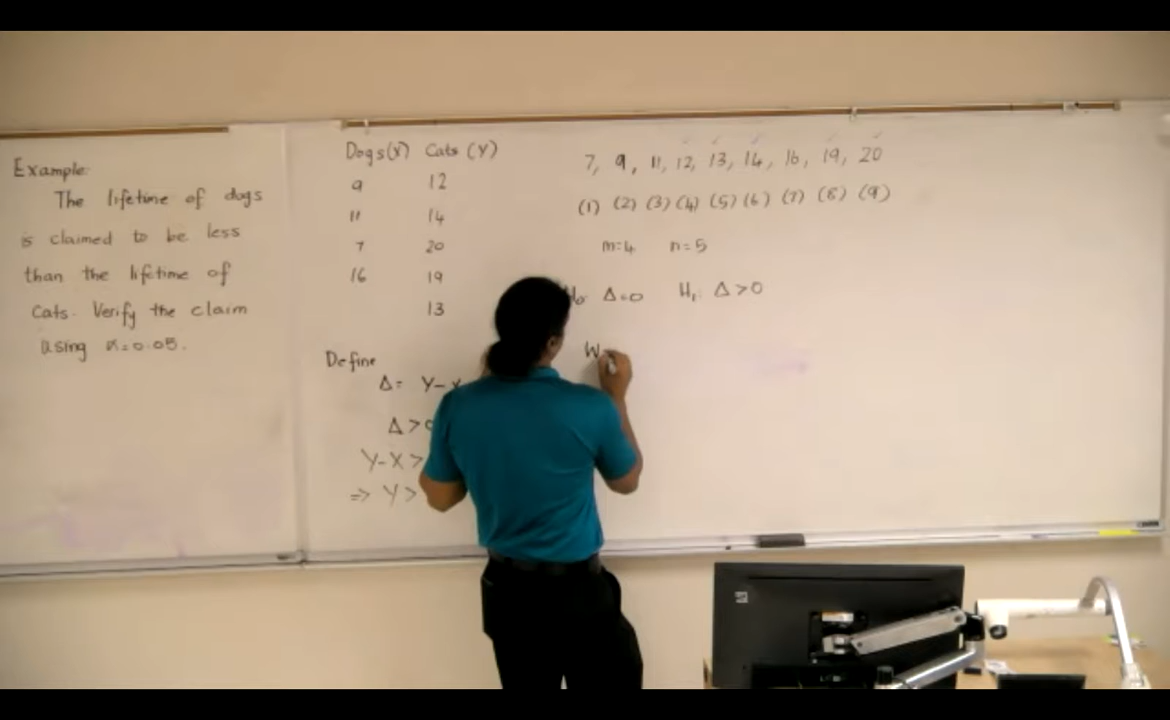 Example:
The lifetime of dogs
is claimed to be less
than the lifetime of
Cats. Verify the claim
using α=0.05.
Dogs(X) Cats (Y)
9 12
11 14
7 20
16 19
13
Define
Δ= Y-X
Δ>0
Y-X>
=> Y>
7, 9, 11, 12, 13, 14, 16, 19, 20
(1) (2) (3) (4) (5) (6) (7) (8) (9)
m=4 n=5
H₀: Δ=0 H₁: Δ>0
W